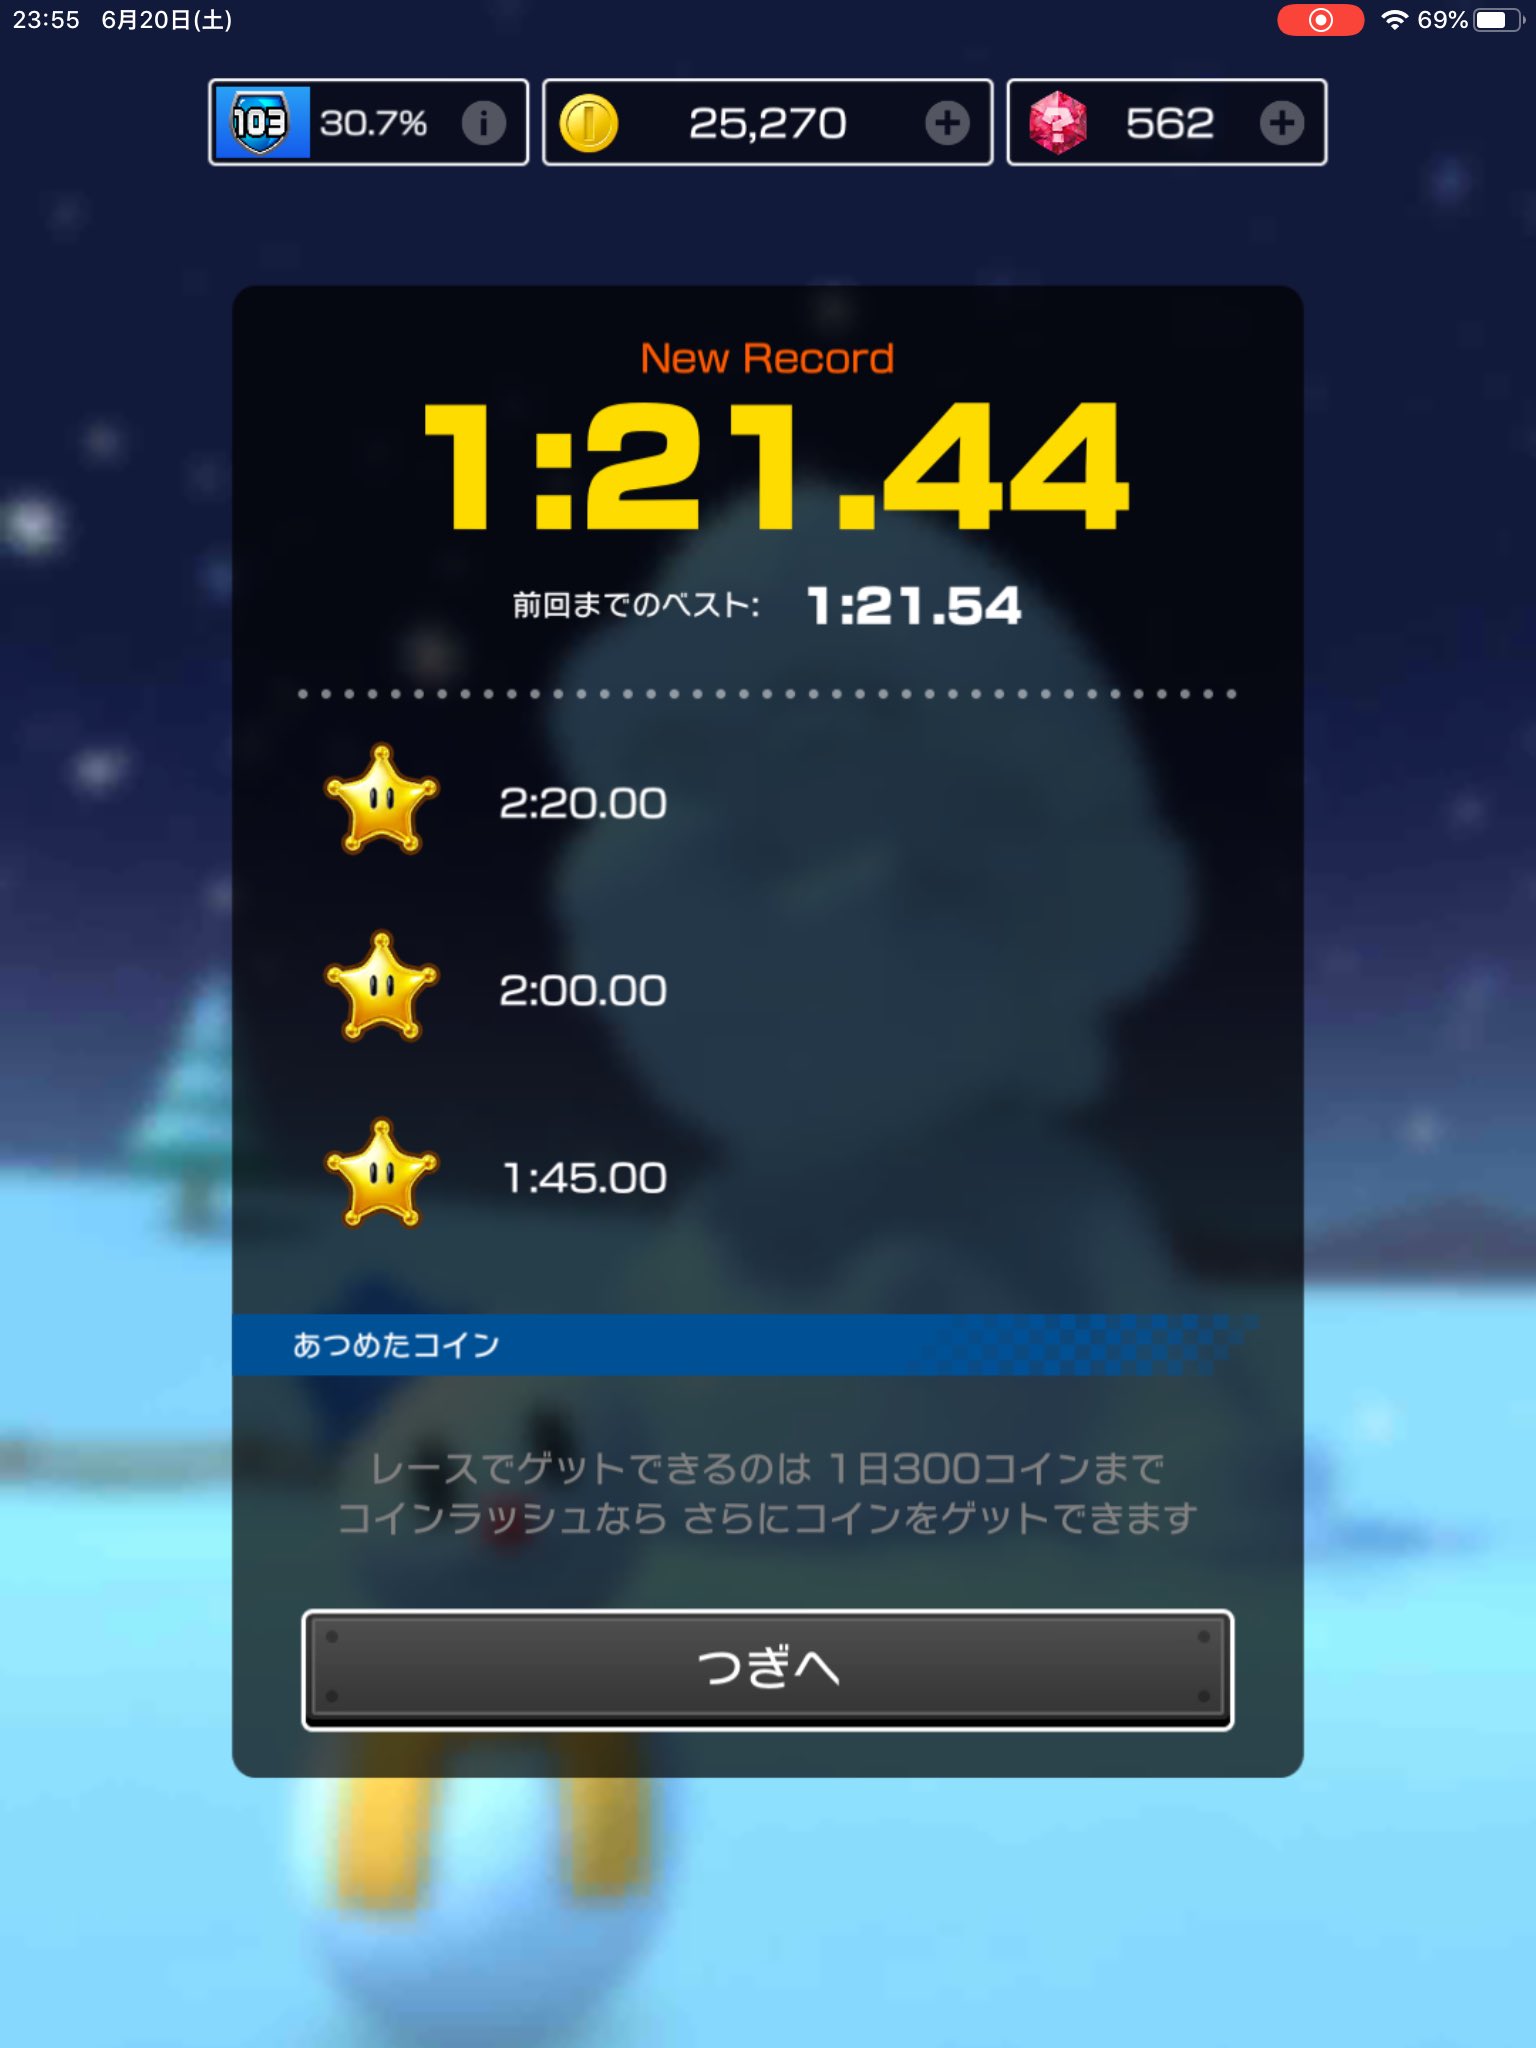 23:55 6月20日(土) 69%
103 30.7% 25,270 562
New Record
1:21.44
前回までのベスト: 1:21.54
2:20.00
2:00.00
1:45.00
あつめたコイン
レースでゲットできるのは 1日300コインまで
コインラッシュなら さらにコインをゲットできます
つぎへ